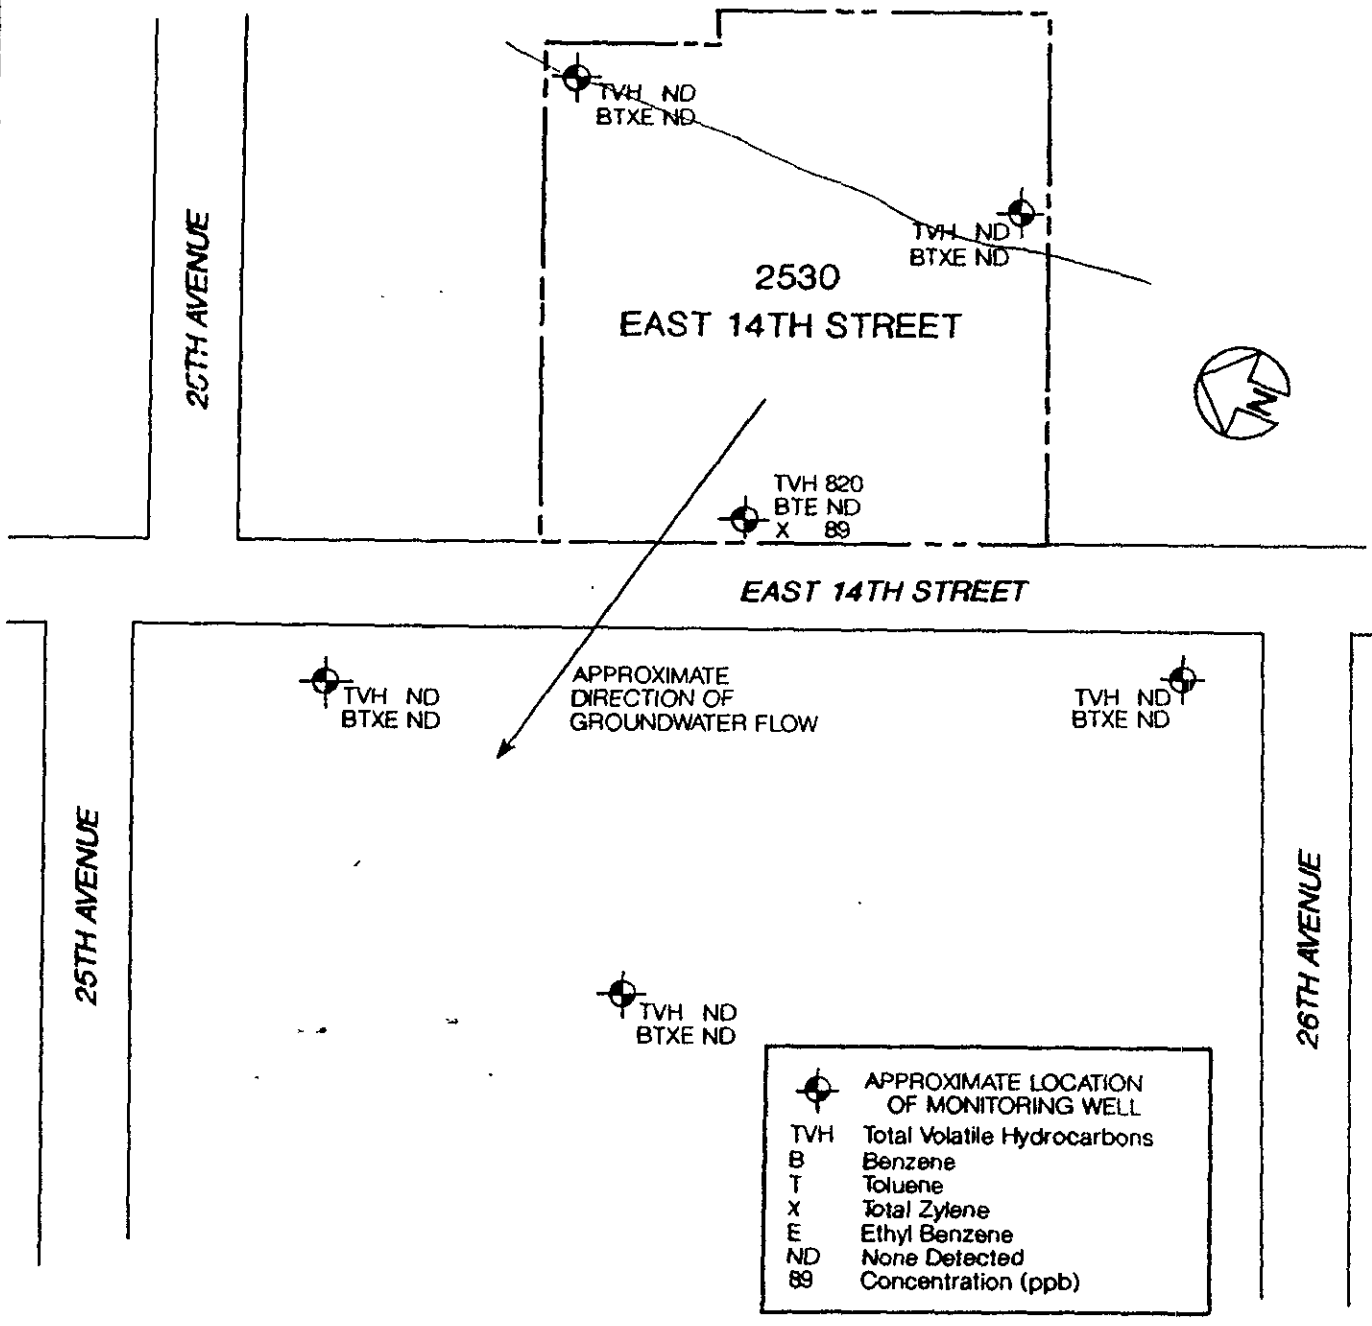 TVH ND
BTXE ND
TVH ND
BTXE ND
25TH AVENUE
2530
EAST 14TH STREET
N
TVH 820
BTE ND
X 89
EAST 14TH STREET
APPROXIMATE
DIRECTION OF
GROUNDWATER FLOW
TVH ND
BTXE ND
TVH ND
BTXE ND
25TH AVENUE
26TH AVENUE
TVH ND
BTXE ND
APPROXIMATE LOCATION
OF MONITORING WELL
TVH Total Volatile Hydrocarbons
B Benzene
T Toluene
X Total Zylene
E Ethyl Benzene
ND None Detected
89 Concentration (ppb)